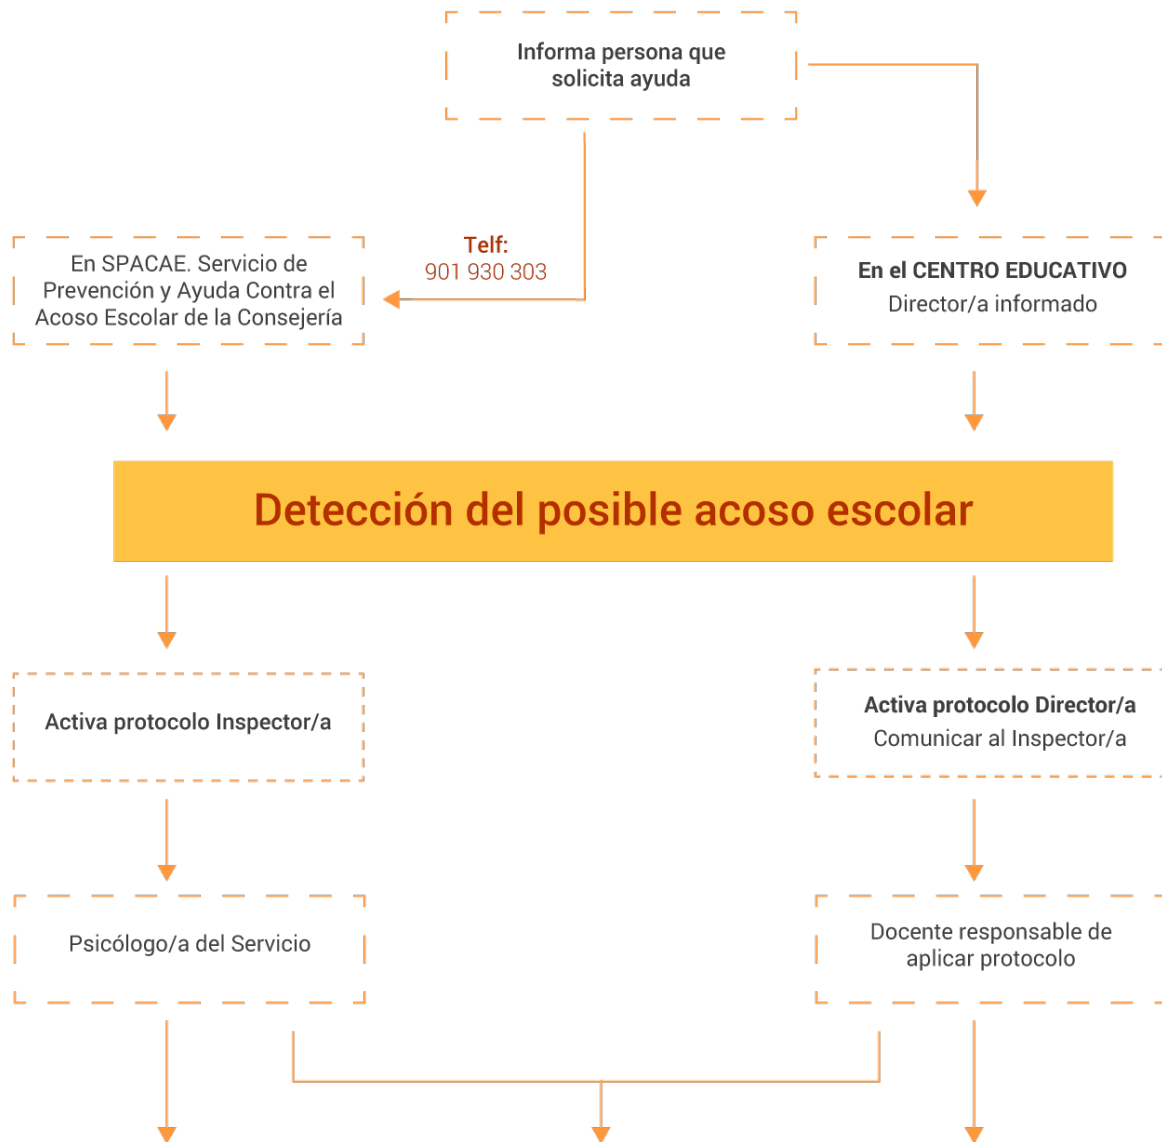 Informa persona que
solicita ayuda
Telf:
901 930 303
En SPACAE. Servicio de
Prevención y Ayuda Contra el
Acoso Escolar de la Consejería
En el CENTRO EDUCATIVO
Director/a informado
Detección del posible acoso escolar
Activa protocolo Inspector/a
Activa protocolo Director/a
Comunicar al Inspector/a
Psicólogo/a del Servicio
Docente responsable de
aplicar protocolo